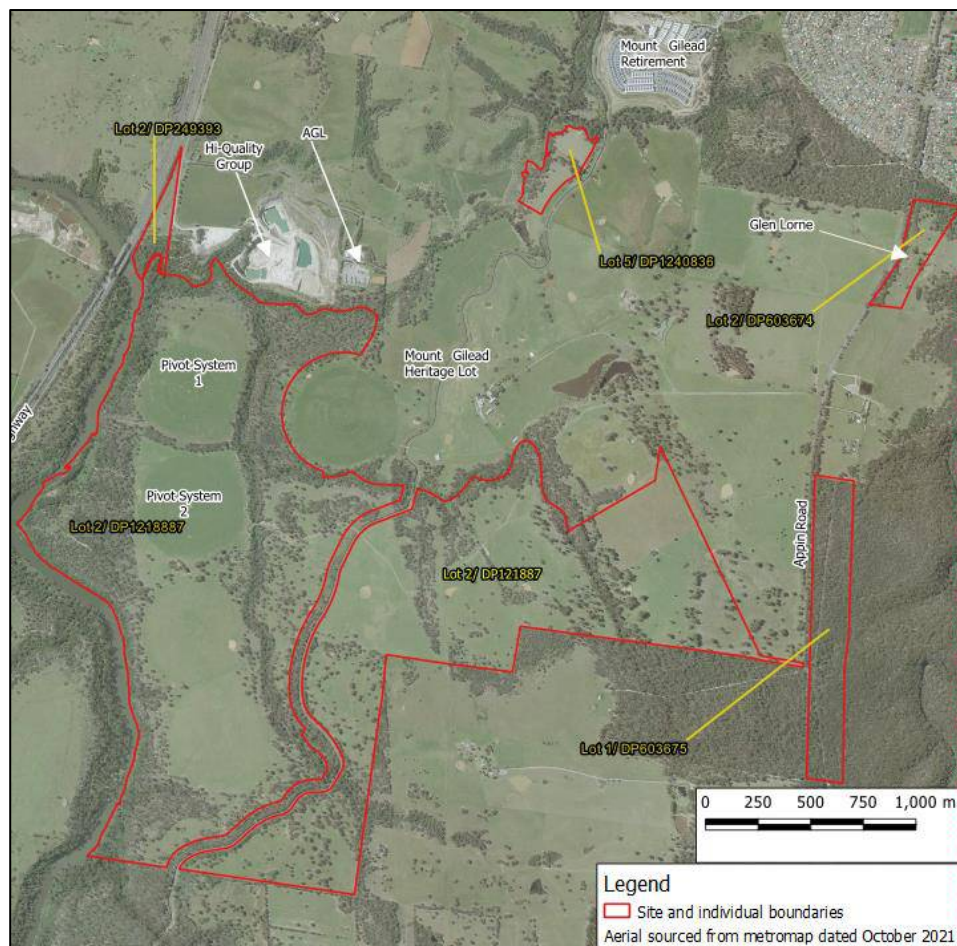 Mount Gilead
Retirement
Lot 2/ DP249393
AGL
Hi-Quality
Group
Glen Lorne
Lot 5/ DP1240836
Lot 2/ DP603674
Mount Gilead
Heritage Lot
Pivot System
1
Pivot System
2
Lot 2/ DP1218887
Lot 2/ DP121887
Appin Road
Lot 1/ DP603675
0 250 500 750 1,000 m
Legend
Site and individual boundaries
Aerial sourced from metromap dated October 2021